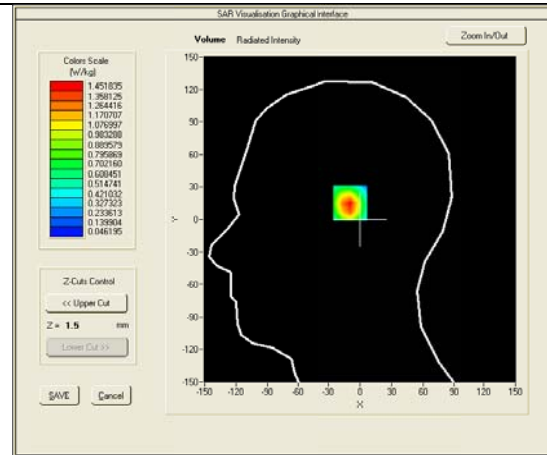 SAR Visualisation Graphical interface
Volume Radiated Intensity
Zoom In/Out
Colors Scale
(W/kg)
1.451835
1.358125
1.264416
1.170707
1.076997
0.983288
0.889579
0.795869
0.702160
0.608451
0.514741
0.421032
0.327323
0.233613
0.139904
0.046195
Z-Cuts Control
<< Upper Cut
Z = 1.5 mm
Lower Cut >>
SAVE Cancel
150
120
90
60
30
0
-30
-60
-90
-120
-150
Y
-150 -120 -90 -60 -30 0 30 60 90 120 150
X